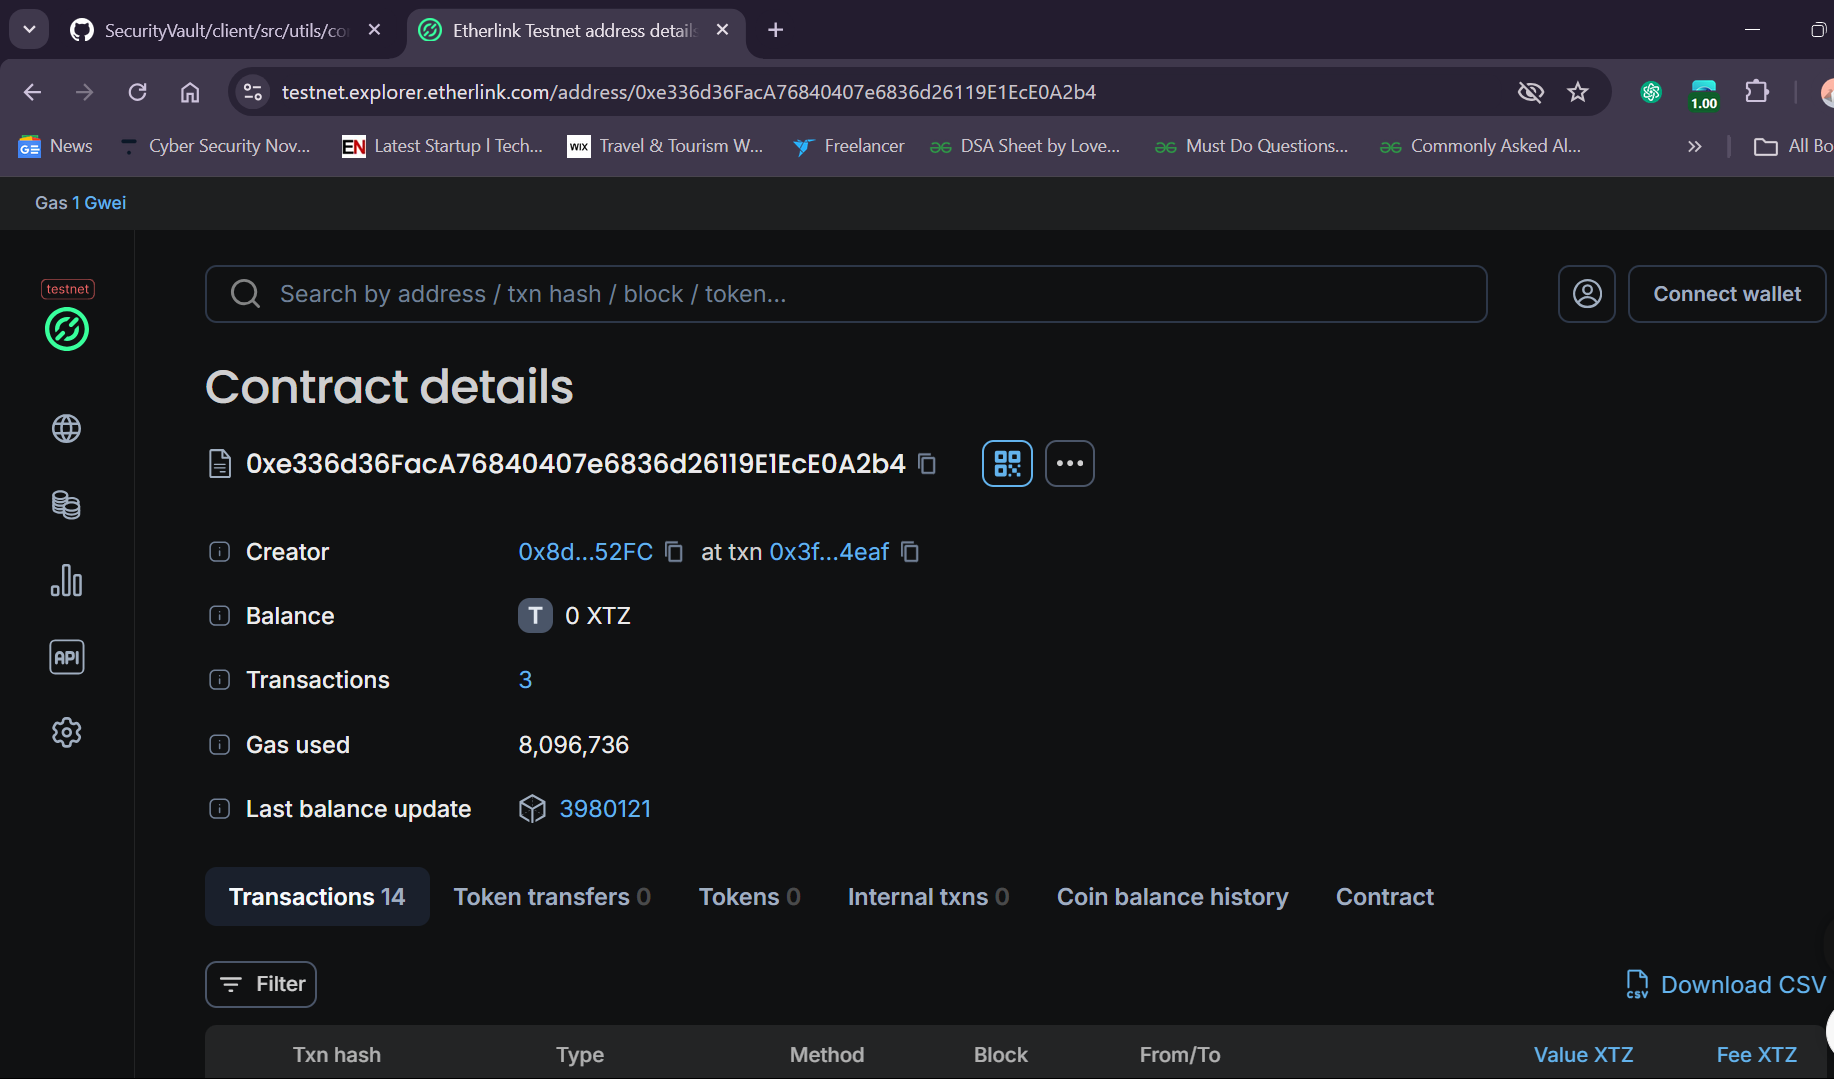 SecurityVault/client/src/utils/co
Etherlink Testnet address detail
testnet.explorer.etherlink.com/address/0xe336d36FacA76840407e6836d26119E1EcE0A2b4
1.00
News
Cyber Security Nov...
EN Latest Startup l Tech...
WIX Travel & Tourism W...
Freelancer
DSA Sheet by Love...
Must Do Questions...
Commonly Asked Al...
All Bo
Gas 1 Gwei
testnet
Search by address / txn hash / block / token...
Connect wallet
Contract details
0xe336d36FacA76840407e6836d26119E1EcE0A2b4
Creator 0x8d...52FC at txn 0x3f...4eaf
Balance T 0 XTZ
API
Transactions 3
Gas used 8,096,736
Last balance update 3980121
Transactions 14 Token transfers 0 Tokens 0 Internal txns 0 Coin balance history Contract
Filter
CSV Download CSV
Txn hash Type Method Block From/To Value XTZ Fee XTZ